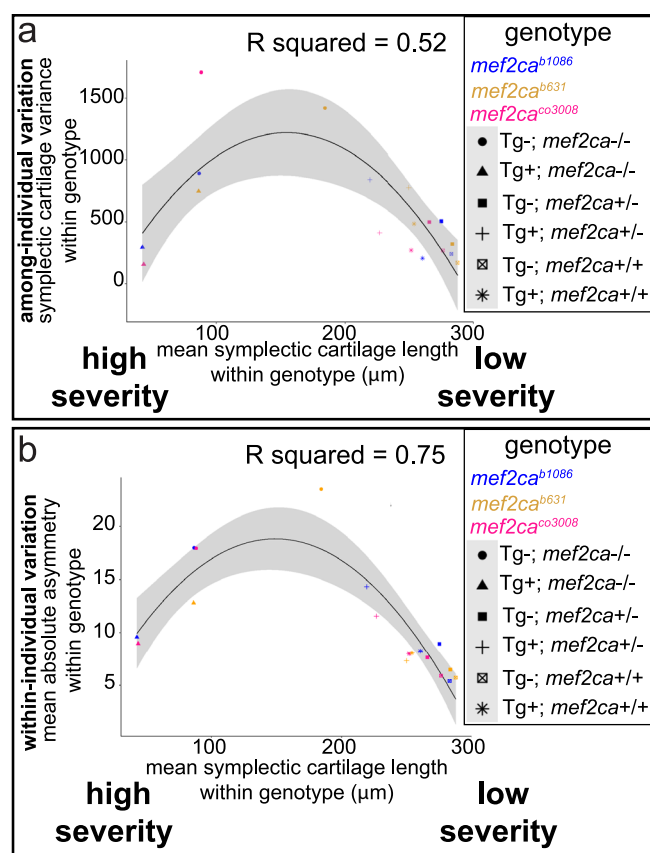 a
R squared = 0.52
among-individual variation
symplectic cartilage variance
within genotype
1500
1000
500
0
100
200
300
mean symplectic cartilage length
within genotype (µm)
high
severity
low
severity
genotype
mef2ca^b1086
mef2ca^b631
mef2ca^co3008
Tg-; mef2ca-/-
Tg+; mef2ca-/-
Tg-; mef2ca+/-
Tg+; mef2ca+/-
Tg-; mef2ca+/+
Tg+; mef2ca+/+
b
R squared = 0.75
within-individual variation
mean absolute asymmetry
within genotype
20
15
10
5
100
200
300
mean symplectic cartilage length
within genotype (µm)
high
severity
low
severity
genotype
mef2ca^b1086
mef2ca^b631
mef2ca^co3008
Tg-; mef2ca-/-
Tg+; mef2ca-/-
Tg-; mef2ca+/-
Tg+; mef2ca+/-
Tg-; mef2ca+/+
Tg+; mef2ca+/+